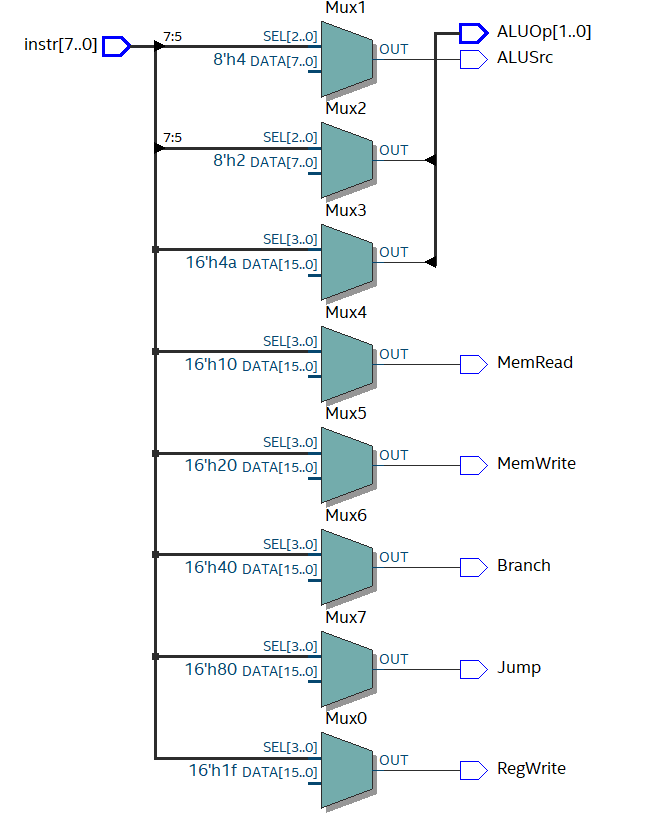 Mux1
instr[7..0] 7:5 SEL[2..0] OUT ALUOp[1..0]
8'h4 DATA[7..0] ALUSrc
Mux2
7:5 SEL[2..0] OUT
8'h2 DATA[7..0]
Mux3
SEL[3..0] OUT
16'h4a DATA[15..0]
Mux4
SEL[3..0] OUT
16'h10 DATA[15..0] MemRead
Mux5
SEL[3..0] OUT
16'h20 DATA[15..0] MemWrite
Mux6
SEL[3..0] OUT
16'h40 DATA[15..0] Branch
Mux7
SEL[3..0] OUT
16'h80 DATA[15..0] Jump
Mux0
SEL[3..0] OUT
16'h1f DATA[15..0] RegWrite